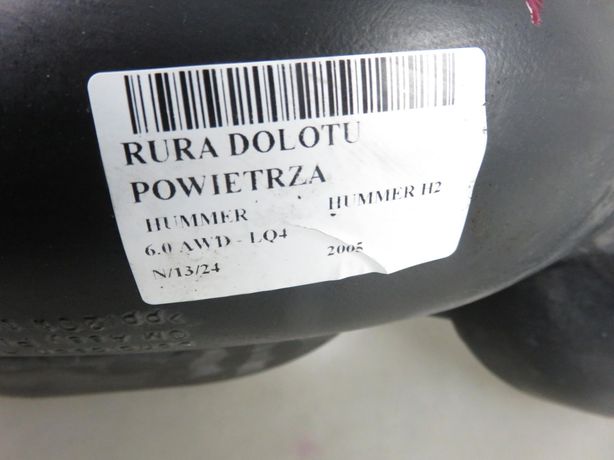 RURA DOLOTU
POWIETRZA
HUMMER HUMMER H2
6.0 AWD - LQ4 2005
N/13/24